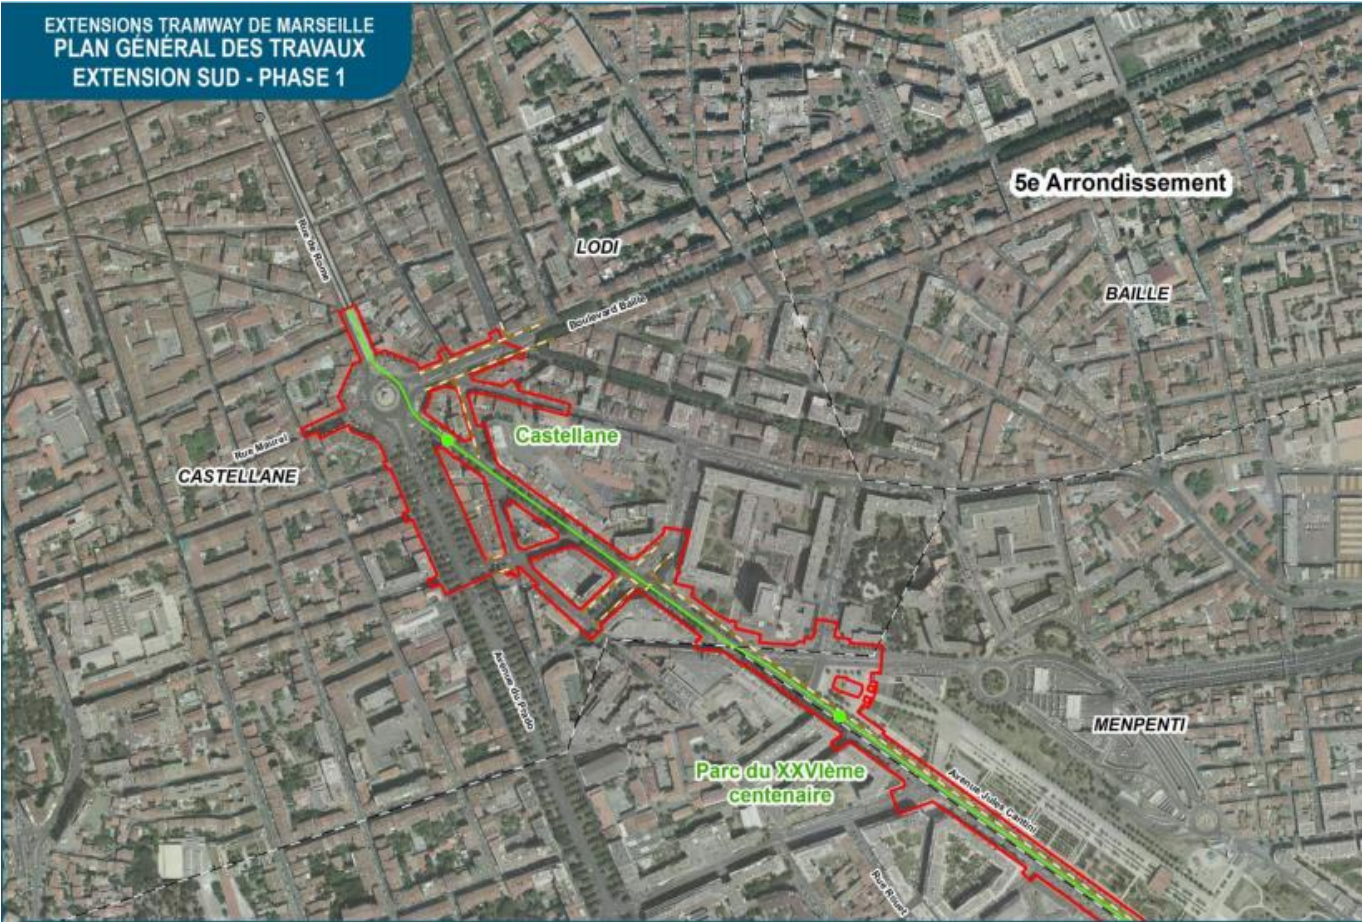 EXTENSIONS TRAMWAY DE MARSEILLE
PLAN GÉNÉRAL DES TRAVAUX
EXTENSION SUD - PHASE 1
5e Arrondissement
Rue de Rome
LODI
BAILLE
Boulevard Baille
Castellane
Rue Maurel
CASTELLANE
Avenue du Prado
MENPENTI
Parc du XXVIème
centenaire
Avenue Jules Cantini
Rue Rouet